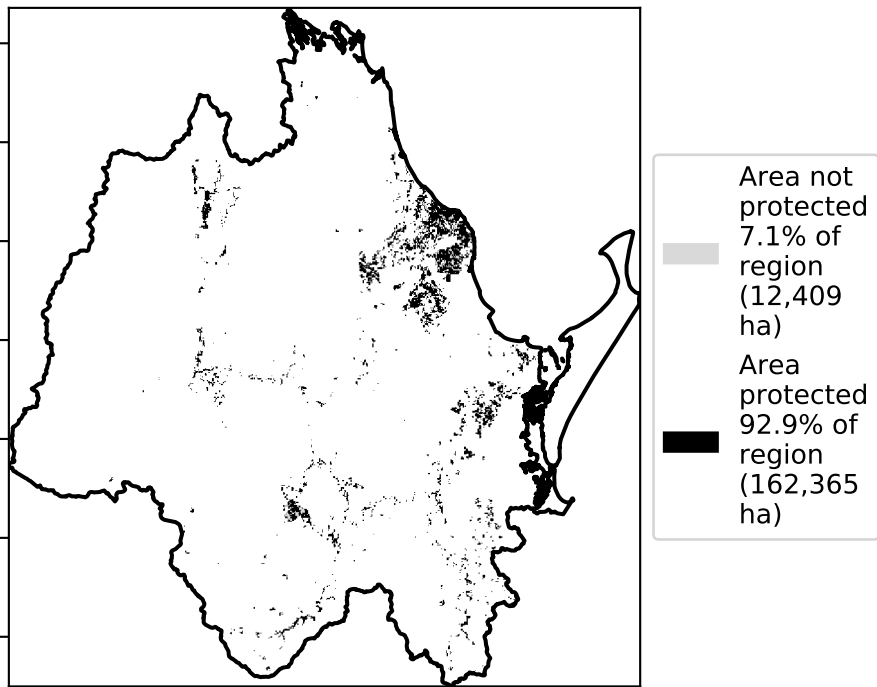 Area not
protected
7.1% of
region
(12,409
ha)
Area
protected
92.9% of
region
(162,365
ha)